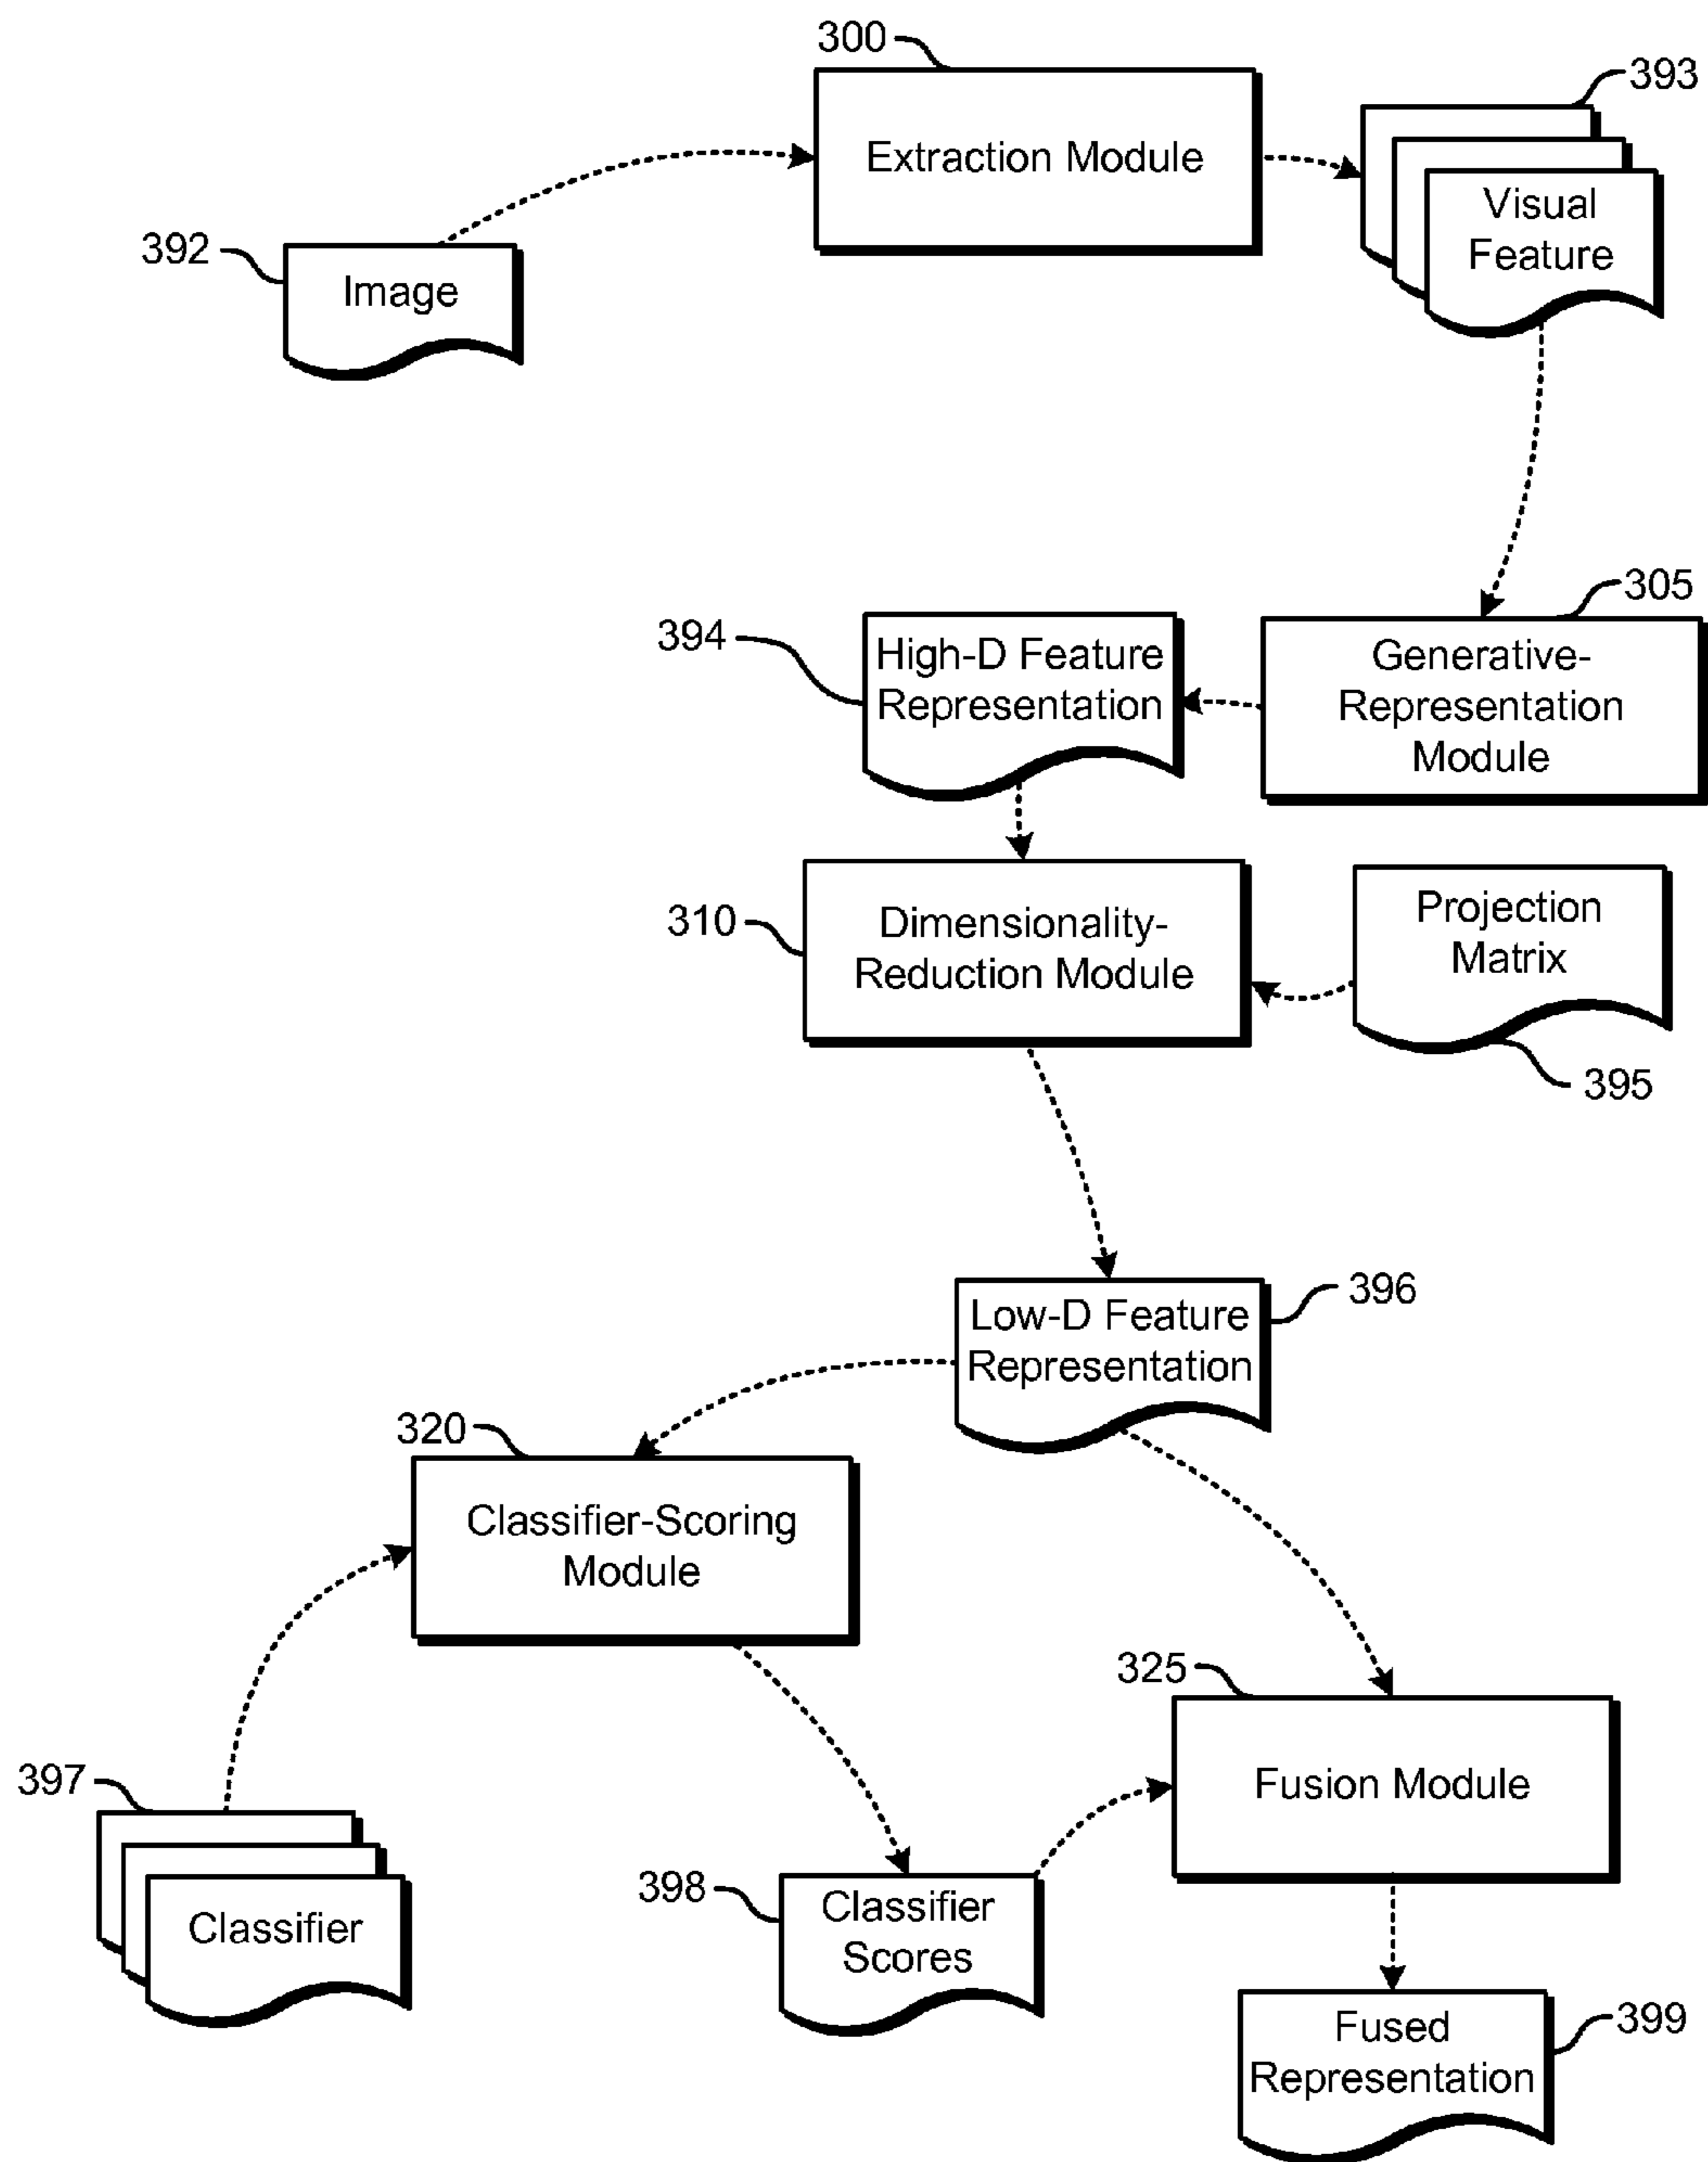 300
Extraction Module
393
Visual
Feature
392
Image
305
Generative-
Representation
Module
394
High-D Feature
Representation
310
Dimensionality-
Reduction Module
Projection
Matrix
395
396
Low-D Feature
Representation
320
Classifier-Scoring
Module
325
Fusion Module
397
Classifier
398
Classifier
Scores
399
Fused
Representation